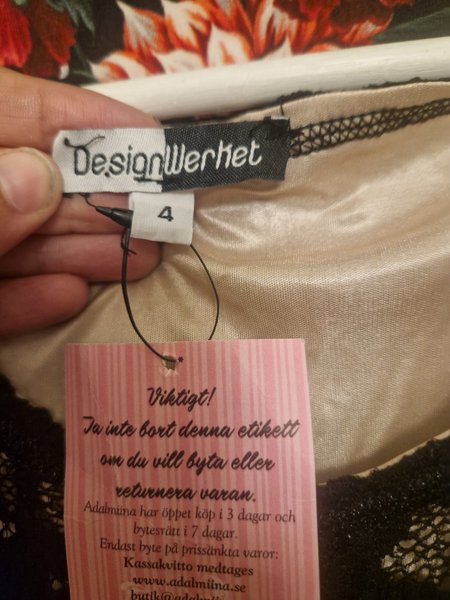 DesignWerket
4
Viktigt!
Ta inte bort denna etikett
om du vill byta eller
returnera varan.
Adalmiina har öppet köp i 3 dagar och
bytesrätt i 7 dagar.
Endast byte på prissänkta varor:
Kassakvitto medtages
www.adalmiina.se